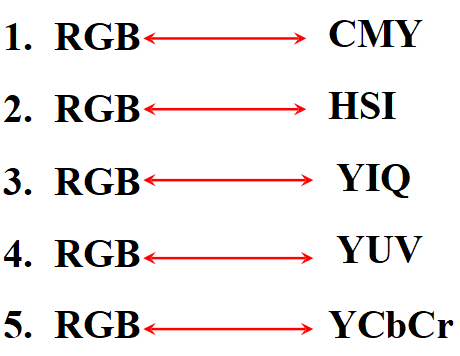 1. RGB CMY
2. RGB HSI
3. RGB YIQ
4. RGB YUV
5. RGB YCbCr